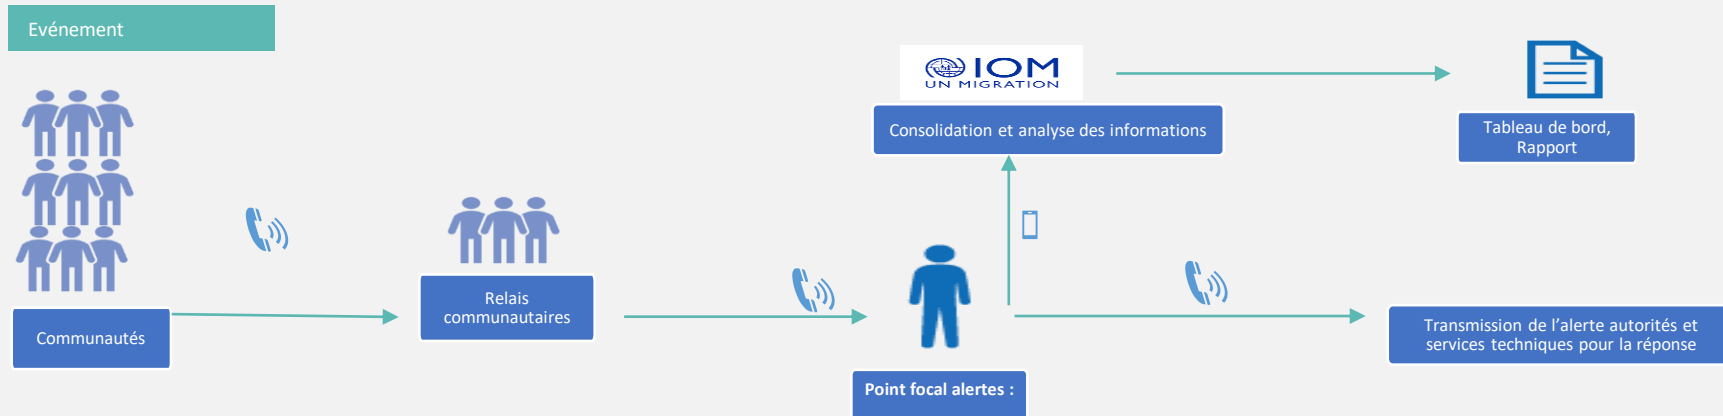 Evénement
IOM
UN MIGRATION
Consolidation et analyse des informations
Tableau de bord,
Rapport
Relais
communautaires
Communautés
Transmission de l’alerte autorités et
services techniques pour la réponse
Point focal alertes :